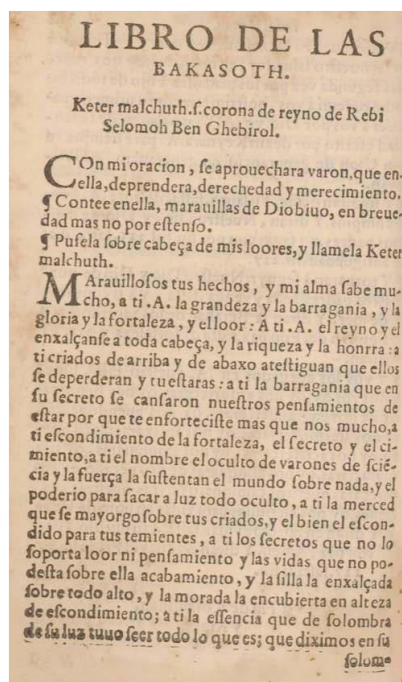 LIBRO DE LAS
BAKASOTH.
Keter malchuth.ſ.corona de reyno de Rebi
Selomoh Ben Ghebirol.
COn mi oracion, ſe aprouechara varon, que en-
ella, deprendera, derechedad y merecimiento.
¶ Contee enella, marauillas de Diobiuo, en breue-
dad mas no por eſtenſo.
¶ Puſela ſobre cabeça de mis loores, y llamela Keter
malchuth.
MArauilloſos tus hechos, y mi alma ſabe mu-
cho, a ti .A. la grandeza y la barragania, y la
gloria y la fortaleza, y el loor: A ti .A. el reyno y el
enxalçanſe a toda cabeça, y la riqueza y la honrra: a
ti criados de arriba y de abaxo ateſtiguan que ellos
ſe deperderan y tu eſtaras: a ti la barragania que en
ſu ſecreto ſe canſaron nueſtros penſamientos de
eſtar por que te enforteciſte mas que nos mucho, a
ti eſcondimiento de la fortaleza, el ſecreto y el ci-
miento, a ti el nombre el oculto de varones de ſciẽ-
cia y la fuerça la ſuſtentan el mundo ſobre nada, y el
poderio para ſacar a luz todo oculto, a ti la merced
que ſe mayorgo ſobre tus criados, y el bien el eſcon-
dido para tus temientes, a ti los ſecretos que no lo
ſoporta loor ni penſamiento y las vidas que no po-
deſta ſobre ella acabamiento, y la ſilla la enxalçada
ſobre todo alto, y la morada la encubierta en alteza
de eſcondimiento; a ti la eſſencia que de ſolombra
de ſu luz tuuo ſeer todo lo que es; que diximos en ſu
ſolom-